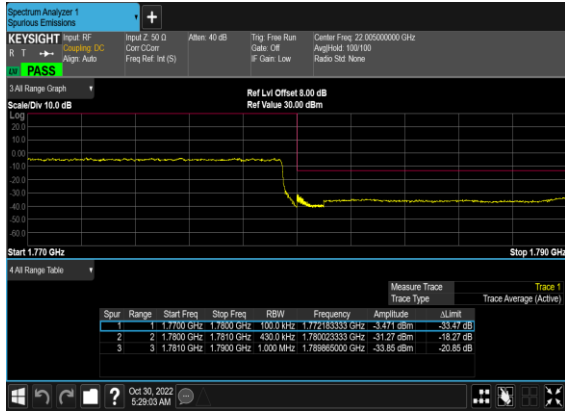 Spectrum Analyzer 1
Spurious Emissions
KEYSIGHT Input: RF
R T Coupling: DC
Align: Auto
LXI PASS
Input Z: 50 Ω
Corr CCorr
Freq Ref: Int (S)
Atten: 40 dB
Trig: Free Run
Gate: Off
IF Gain: Low
Center Freq: 22.005000000 GHz
Avg|Hold: 100/100
Radio Std: None
3 All Range Graph
Scale/Div 10.0 dB
Ref Lvl Offset 8.00 dB
Ref Value 30.00 dBm
Log
20.0
10.0
0.00
-10.0
-20.0
-30.0
-40.0
-50.0
-60.0
Start 1.770 GHz Stop 1.790 GHz
4 All Range Table
Measure Trace Trace 1
Trace Type Trace Average (Active)
Spur Range Start Freq Stop Freq RBW Frequency Amplitude ΔLimit
1 1 1.7700 GHz 1.7800 GHz 100.0 kHz 1.772183333 GHz -3.471 dBm -33.47 dB
2 2 1.7800 GHz 1.7810 GHz 430.0 kHz 1.780023333 GHz -31.27 dBm -18.27 dB
3 3 1.7810 GHz 1.7900 GHz 1.000 MHz 1.789865000 GHz -33.85 dBm -20.85 dB
? Oct 30, 2022
5:29:03 AM